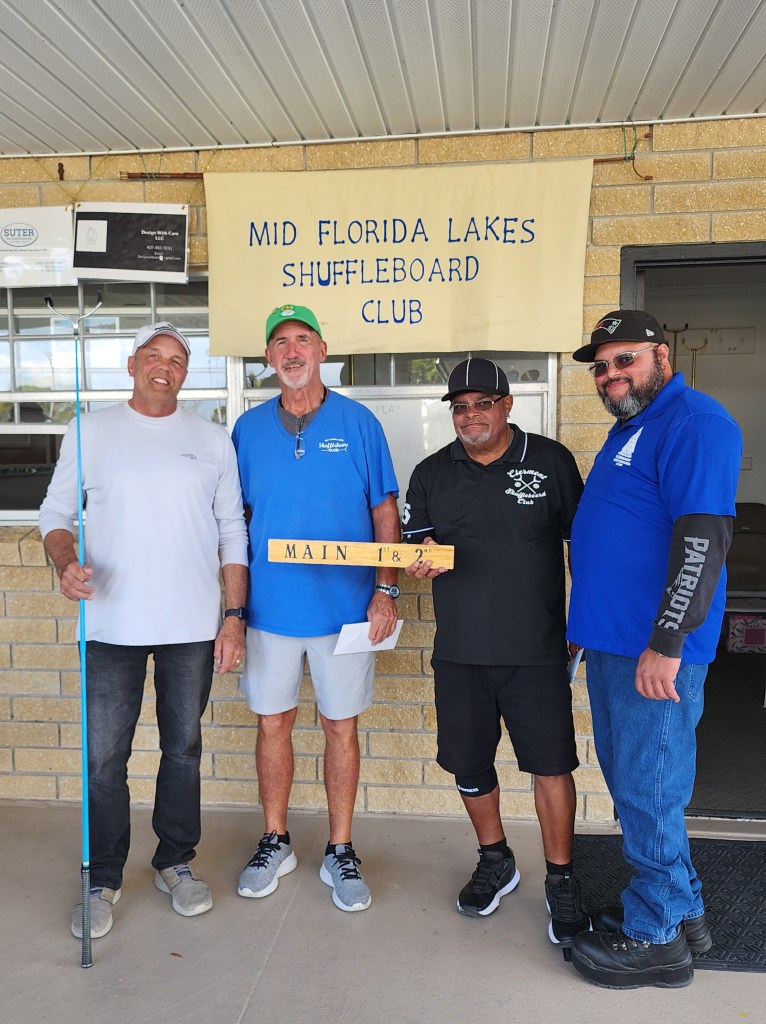 MID FLORIDA LAKES
SHUFFLEBOARD
CLUB
SUTER
Design With Care
LLC
Shuffleboard
CLUB
Clermont
Shuffleboard
Club
MAIN 1ST & 2ND
PATRIOTS
PLAY